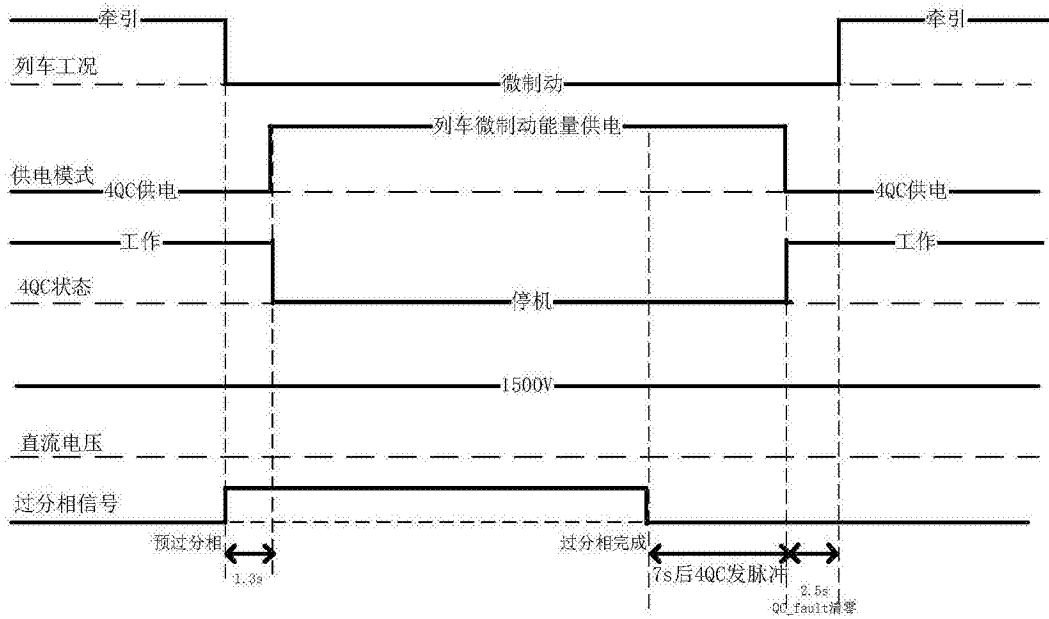 牵引 牵引
列车工况
微制动
列车微制动能量供电
供电模式
4QC供电 4QC供电
工作 工作
4QC状态
停机
1500V
直流电压
过分相信号
预过分相 过分相完成
1.3s
7s后4QC发脉冲
2.5s
QC_fault清零